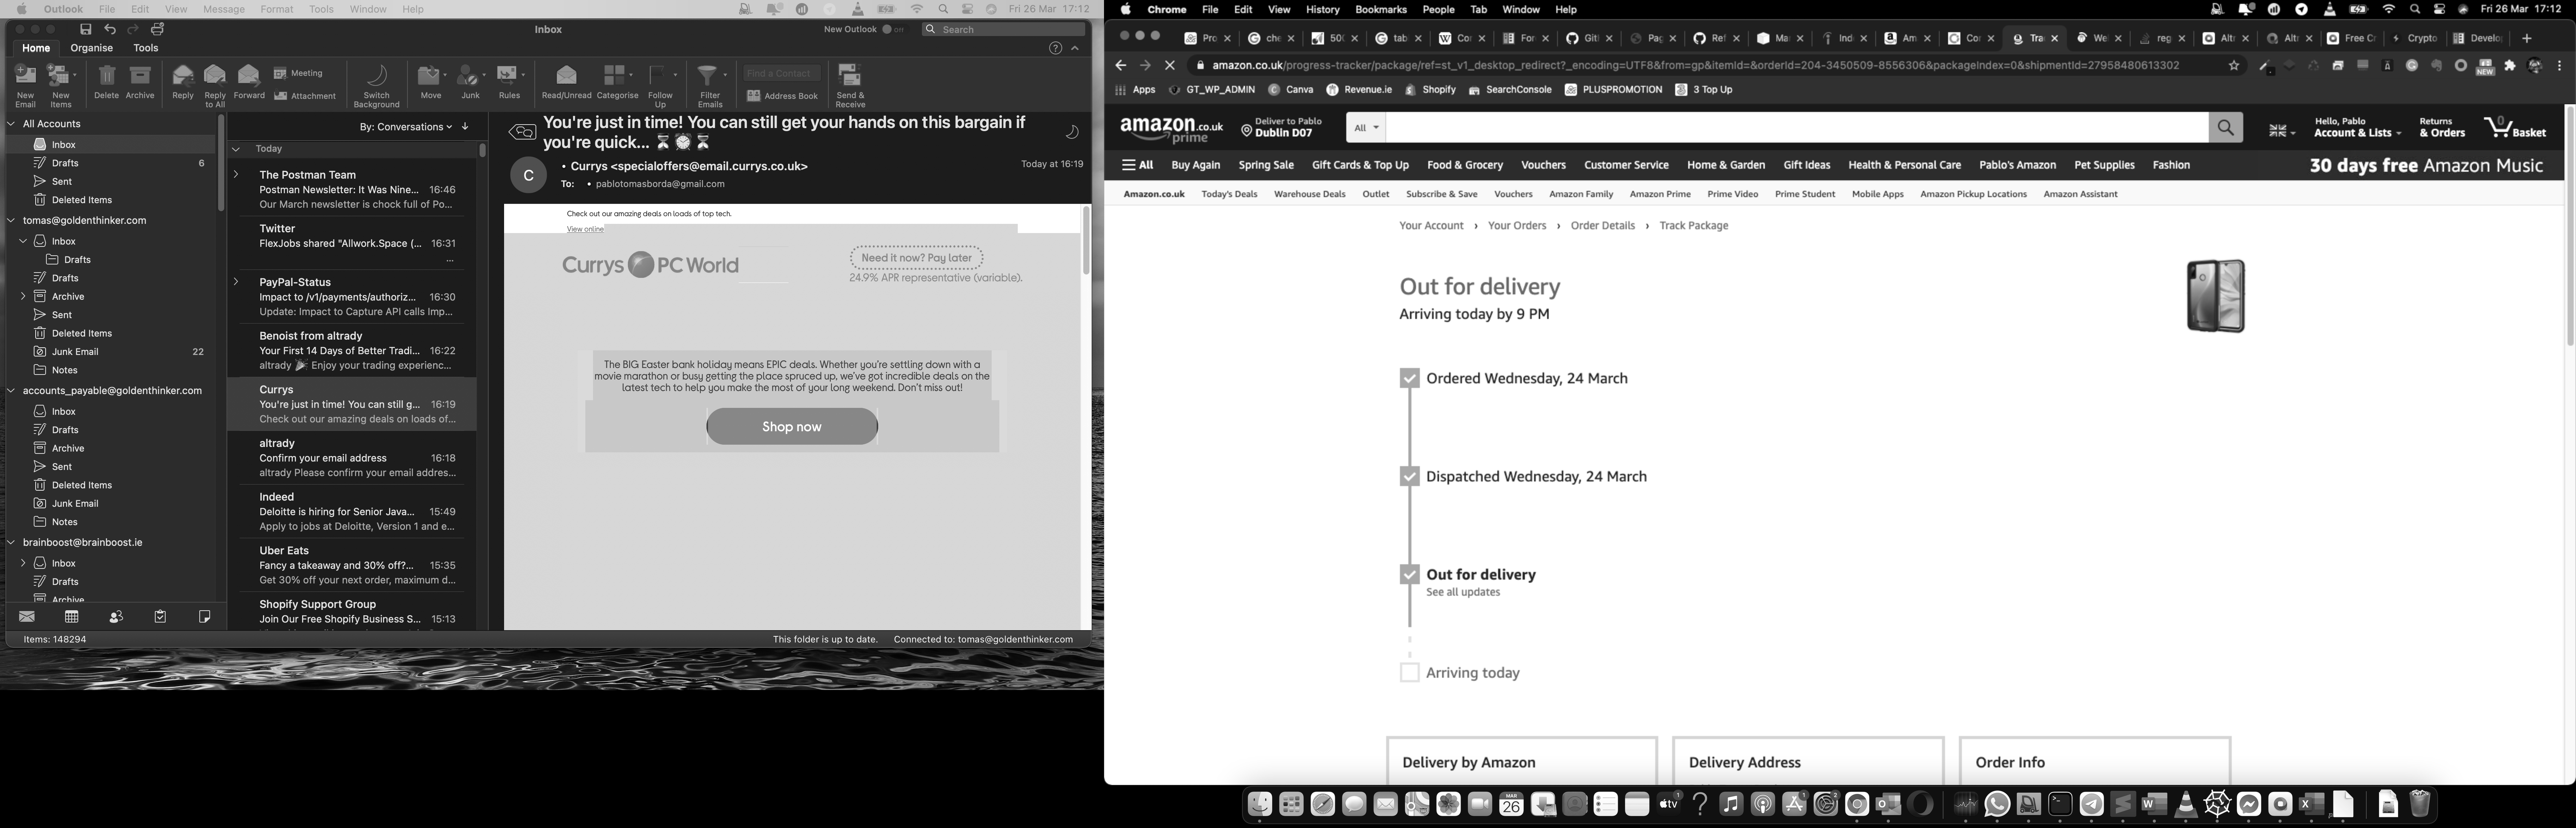 Outlook File Edit View Message Format Tools Window Help
Fri 26 Mar 17:12
Inbox
New Outlook
Search
Home Organise Tools
New Email
New Items
Delete
Archive
Reply
Reply to All
Forward
Meeting
Attachment
Switch Background
Move
Junk
Rules
Read/Unread
Categorise
Follow Up
Filter Emails
Find a Contact
Address Book
Send & Receive
All Accounts
Inbox
Drafts 6
Sent
Deleted Items
tomas@goldenthinker.com
Inbox
Drafts
Drafts
Archive
Sent
Deleted Items
Junk Email 22
Notes
accounts_payable@goldenthinker.com
Inbox
Drafts
Archive
Sent
Deleted Items
Junk Email
Notes
brainboost@brainboost.ie
Inbox
Drafts
Archive
Items: 148294
By: Conversations
Today
The Postman Team
Postman Newsletter: It Was Nine... 16:46
Our March newsletter is chock full of Po...
Twitter
FlexJobs shared "Allwork.Space (... 16:31
...
PayPal-Status
Impact to /v1/payments/authoriz... 16:30
Update: Impact to Capture API calls Imp...
Benoist from altrady
Your First 14 Days of Better Tradi... 16:22
altrady 🎉 Enjoy your trading experienc...
Currys
You're just in time! You can still g... 16:19
Check out our amazing deals on loads of...
altrady
Confirm your email address 16:18
altrady Please confirm your email addres...
Indeed
Deloitte is hiring for Senior Java... 15:49
Apply to jobs at Deloitte, Version 1 and e...
Uber Eats
Fancy a takeaway and 30% off?... 15:35
Get 30% off your next order, maximum d...
Shopify Support Group
Join Our Free Shopify Business S... 15:13
You're just in time! You can still get your hands on this bargain if
you're quick... ⏳⏰⏳
C
Currys <specialoffers@email.currys.co.uk>
Today at 16:19
To: pablotomasborda@gmail.com
Check out our amazing deals on loads of top tech.
View online
Currys PC World
Need it now? Pay later
24.9% APR representative (variable).
The BIG Easter bank holiday means EPIC deals. Whether you're settling down with a
movie marathon or busy getting the place spruced up, we've got incredible deals on the
latest tech to help you make the most of your long weekend. Don't miss out!
Shop now
This folder is up to date. Connected to: tomas@goldenthinker.com
Chrome File Edit View History Bookmarks People Tab Window Help
Fri 26 Mar 17:12
Pro che 500 tab Cor For Gitl Pag Ref Ma Ind Am Cor Tra We reg Altr Altr Free Cr Crypto Develo
amazon.co.uk/progress-tracker/package/ref=st_v1_desktop_redirect?_encoding=UTF8&from=gp&itemId=&orderId=204-3450509-8556306&packageIndex=0&shipmentId=27958480613302
NEW
Apps GT_WP_ADMIN Canva Revenue.ie Shopify SearchConsole PLUSPROMOTION 3 Top Up
amazon.co.uk
prime
Deliver to Pablo
Dublin D07
All
Hello, Pablo
Account & Lists
Returns
& Orders
0
Basket
All Buy Again Spring Sale Gift Cards & Top Up Food & Grocery Vouchers Customer Service Home & Garden Gift Ideas Health & Personal Care Pablo's Amazon Pet Supplies Fashion
30 days free Amazon Music
Amazon.co.uk Today's Deals Warehouse Deals Outlet Subscribe & Save Vouchers Amazon Family Amazon Prime Prime Video Prime Student Mobile Apps Amazon Pickup Locations Amazon Assistant
Your Account › Your Orders › Order Details › Track Package
Out for delivery
Arriving today by 9 PM
Ordered Wednesday, 24 March
Dispatched Wednesday, 24 March
Out for delivery
See all updates
Arriving today
Delivery by Amazon
Delivery Address
Order Info
MAR
26
tv